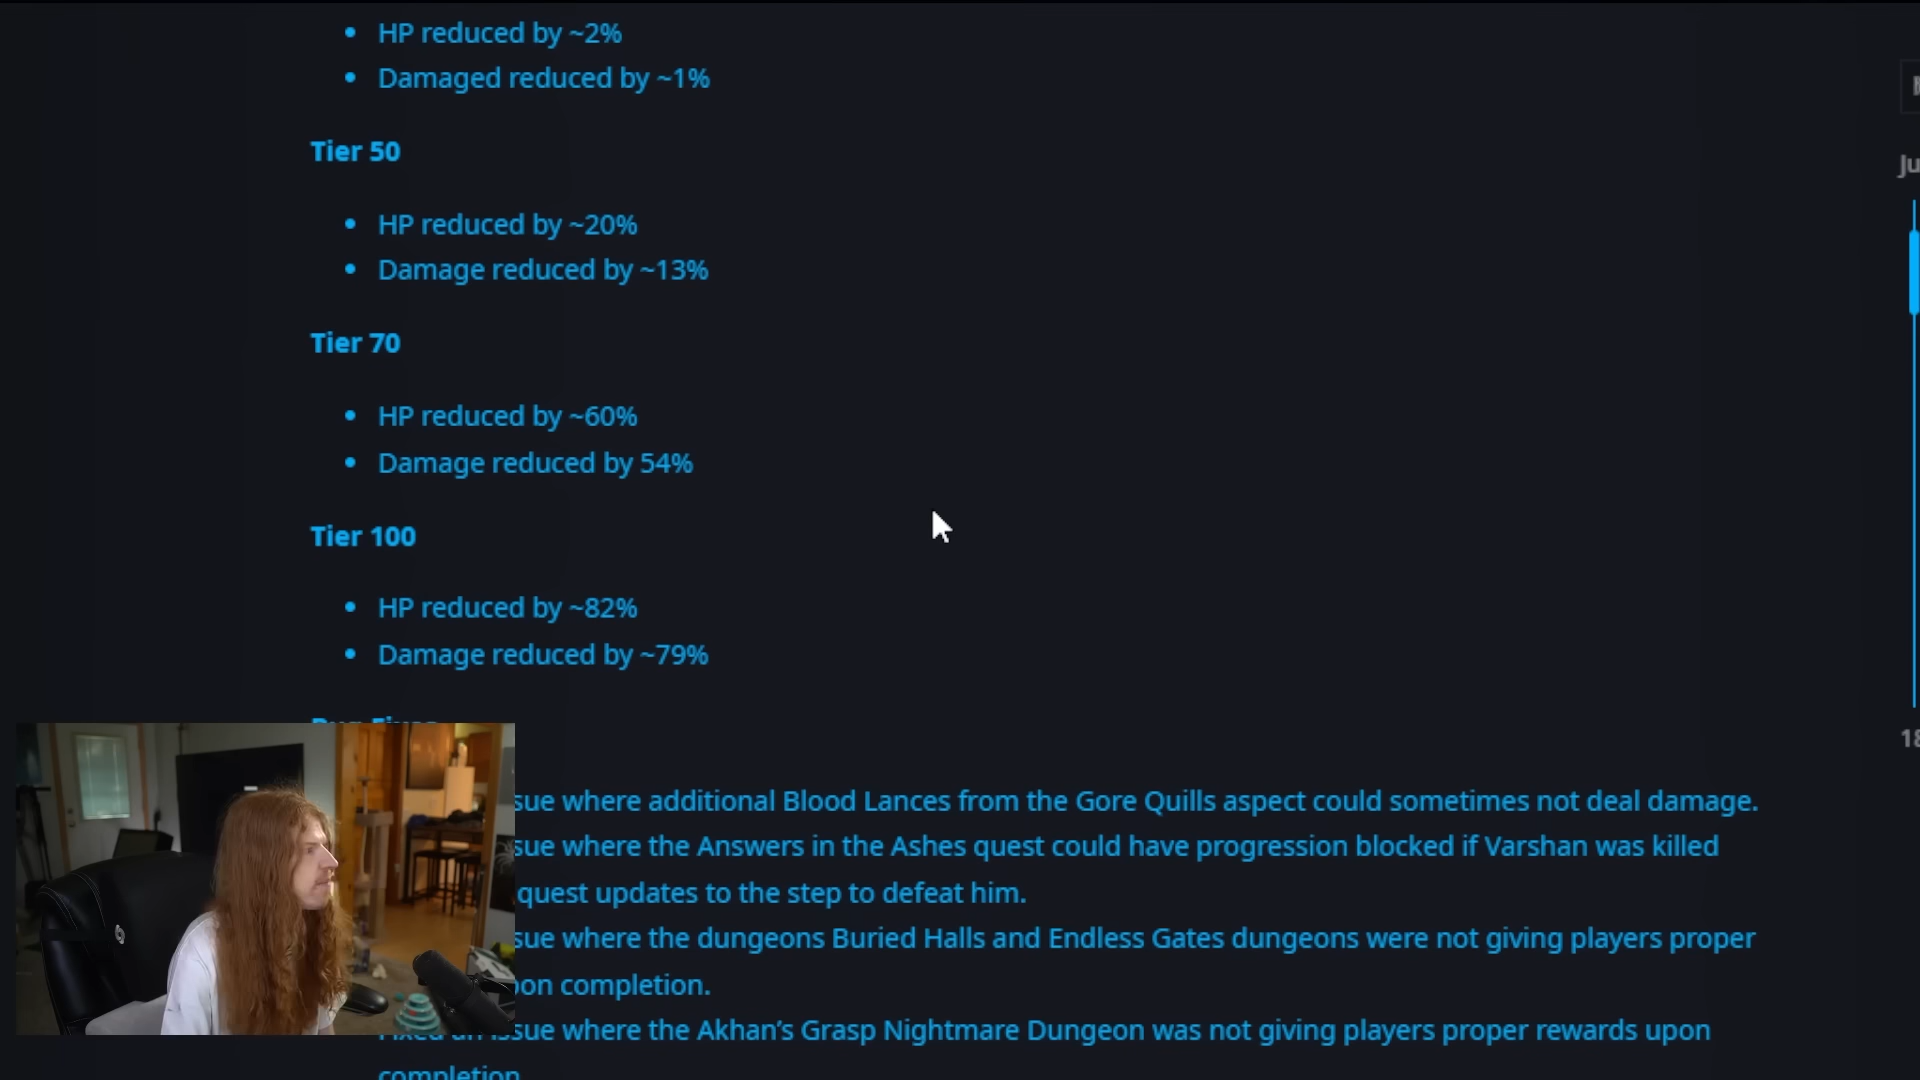 HP reduced by ~2%
Damaged reduced by ~1%
Tier 50
HP reduced by ~20%
Damage reduced by ~13%
Tier 70
HP reduced by ~60%
Damage reduced by 54%
Tier 100
HP reduced by ~82%
Damage reduced by ~79%
sue where additional Blood Lances from the Gore Quills aspect could sometimes not deal damage.
sue where the Answers in the Ashes quest could have progression blocked if Varshan was killed
quest updates to the step to defeat him.
sue where the dungeons Buried Halls and Endless Gates dungeons were not giving players proper
on completion.
sue where the Akhan’s Grasp Nightmare Dungeon was not giving players proper rewards upon
completion
Ju
18